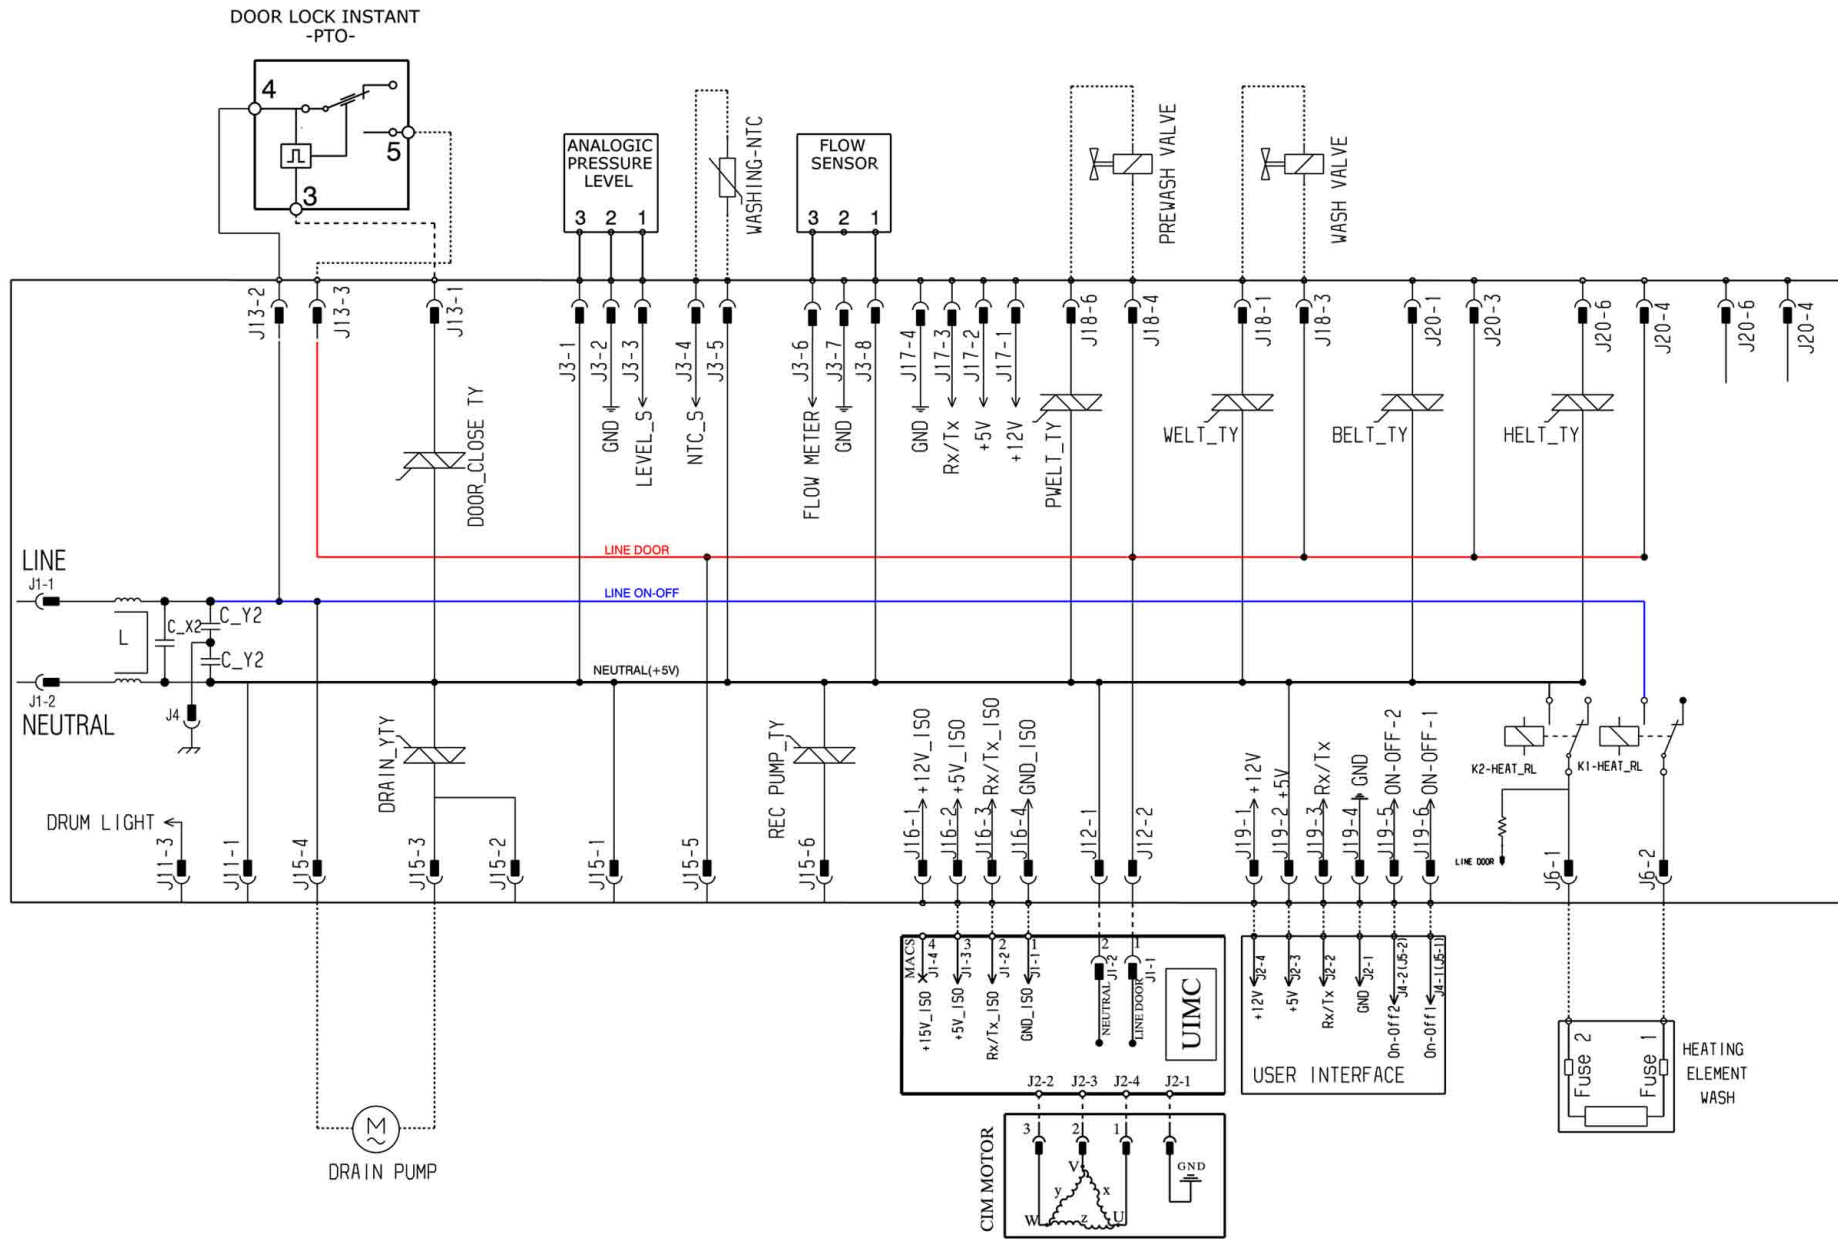 DOOR LOCK INSTANT
-PTO-
4
5
3
ANALOGIC
PRESSURE
LEVEL
3 2 1
WASHING-NTC
FLOW
SENSOR
3 2 1
PREWASH VALVE
WASH VALVE
J13-2
J13-3
J13-1
J3-1
J3-2
J3-3
J3-4
J3-5
J3-6
J3-7
J3-8
J17-4
J17-3
J17-2
J17-1
J18-6
J18-4
J18-1
J18-3
J20-1
J20-3
J20-6
J20-4
J20-6
J20-4
DOOR_CLOSE TY
GND
LEVEL_S
NTC_S
FLOW METER
GND
GND
Rx/Tx
+5V
+12V
PWELT_TY
WELT_TY
BELT_TY
HELT_TY
LINE DOOR
LINE
J1-1
LINE ON-OFF
L
C_X2
C_Y2
C_Y2
NEUTRAL(+5V)
J1-2
NEUTRAL
J4
DRAIN_YTY
REC PUMP_TY
+12V_ISO
+5V_ISO
Rx/Tx_ISO
GND_ISO
+12V
+5V
Rx/Tx
GND
ON-OFF-2
ON-OFF-1
K2-HEAT_RL
K1-HEAT_RL
DRUM LIGHT
LINE DOOR
J11-3
J11-1
J15-4
J15-3
J15-2
J15-1
J15-5
J15-6
J16-1
J16-2
J16-3
J16-4
J12-1
J12-2
J19-1
J19-2
J19-3
J19-4
J19-5
J19-6
J6-1
J6-2
MACS
4 3 2 1 2 1
J1-4
J1-3
J1-2
J1-1
J1-2
J1-1
+15V_ISO
+5V_ISO
Rx/Tx_ISO
GND_ISO
NEUTRAL
LINE DOOR
UIMC
J2-4
J2-3
J2-2
J2-1
J4-2(J5-2)
J4-1(J5-1)
+12V
+5V
Rx/Tx
GND
On-Off2
On-Off1
USER INTERFACE
Fuse 2
Fuse 1
HEATING
ELEMENT
WASH
J2-2 J2-3 J2-4 J2-1
CIM MOTOR
3 2 1
GND
V
y x
W z U
M
DRAIN PUMP